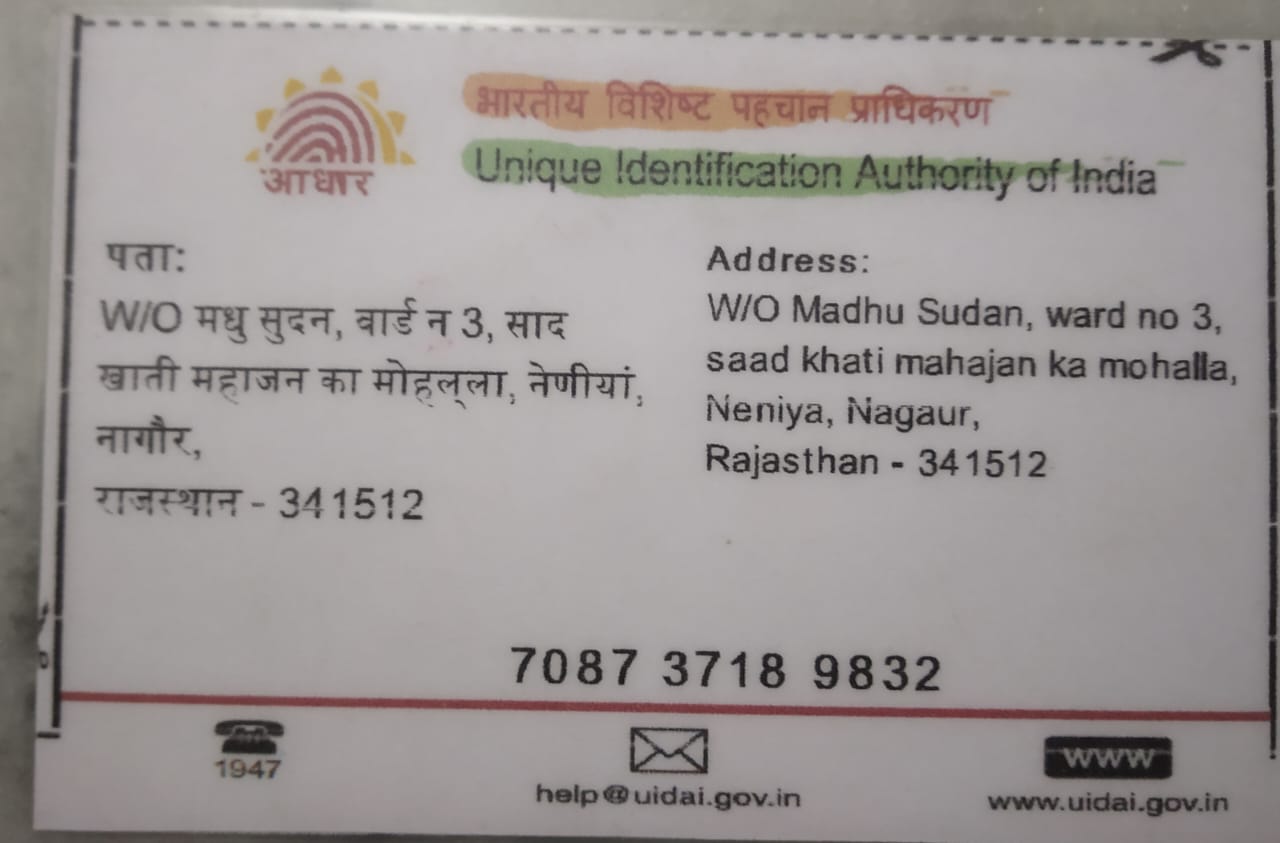 भारतीय विशिष्ट पहचान प्राधिकरण
Unique Identification Authority of India
आधार
पता:
W/O मधु सुदन, वार्ड न 3, साद
खाती महाजन का मोहल्ला, नेणीयां,
नागौर,
राजस्थान - 341512
Address:
W/O Madhu Sudan, ward no 3,
saad khati mahajan ka mohalla,
Neniya, Nagaur,
Rajasthan - 341512
7087 3718 9832
1947
help@uidai.gov.in
www
www.uidai.gov.in